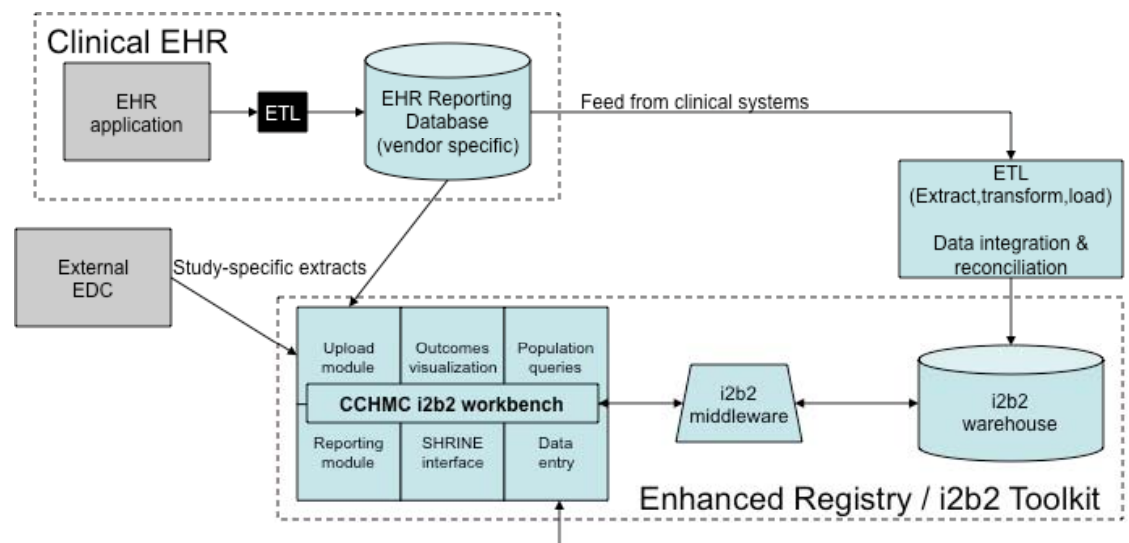 Clinical EHR
EHR
application
ETL
EHR Reporting
Database
(vendor specific)
Feed from clinical systems
ETL
(Extract,transform,load)
Data integration &
reconciliation
External
EDC
Study-specific extracts
Upload
module
Outcomes
visualization
Population
queries
CCHMC i2b2 workbench
Reporting
module
SHRINE
interface
Data
entry
i2b2
middleware
i2b2
warehouse
Enhanced Registry / i2b2 Toolkit